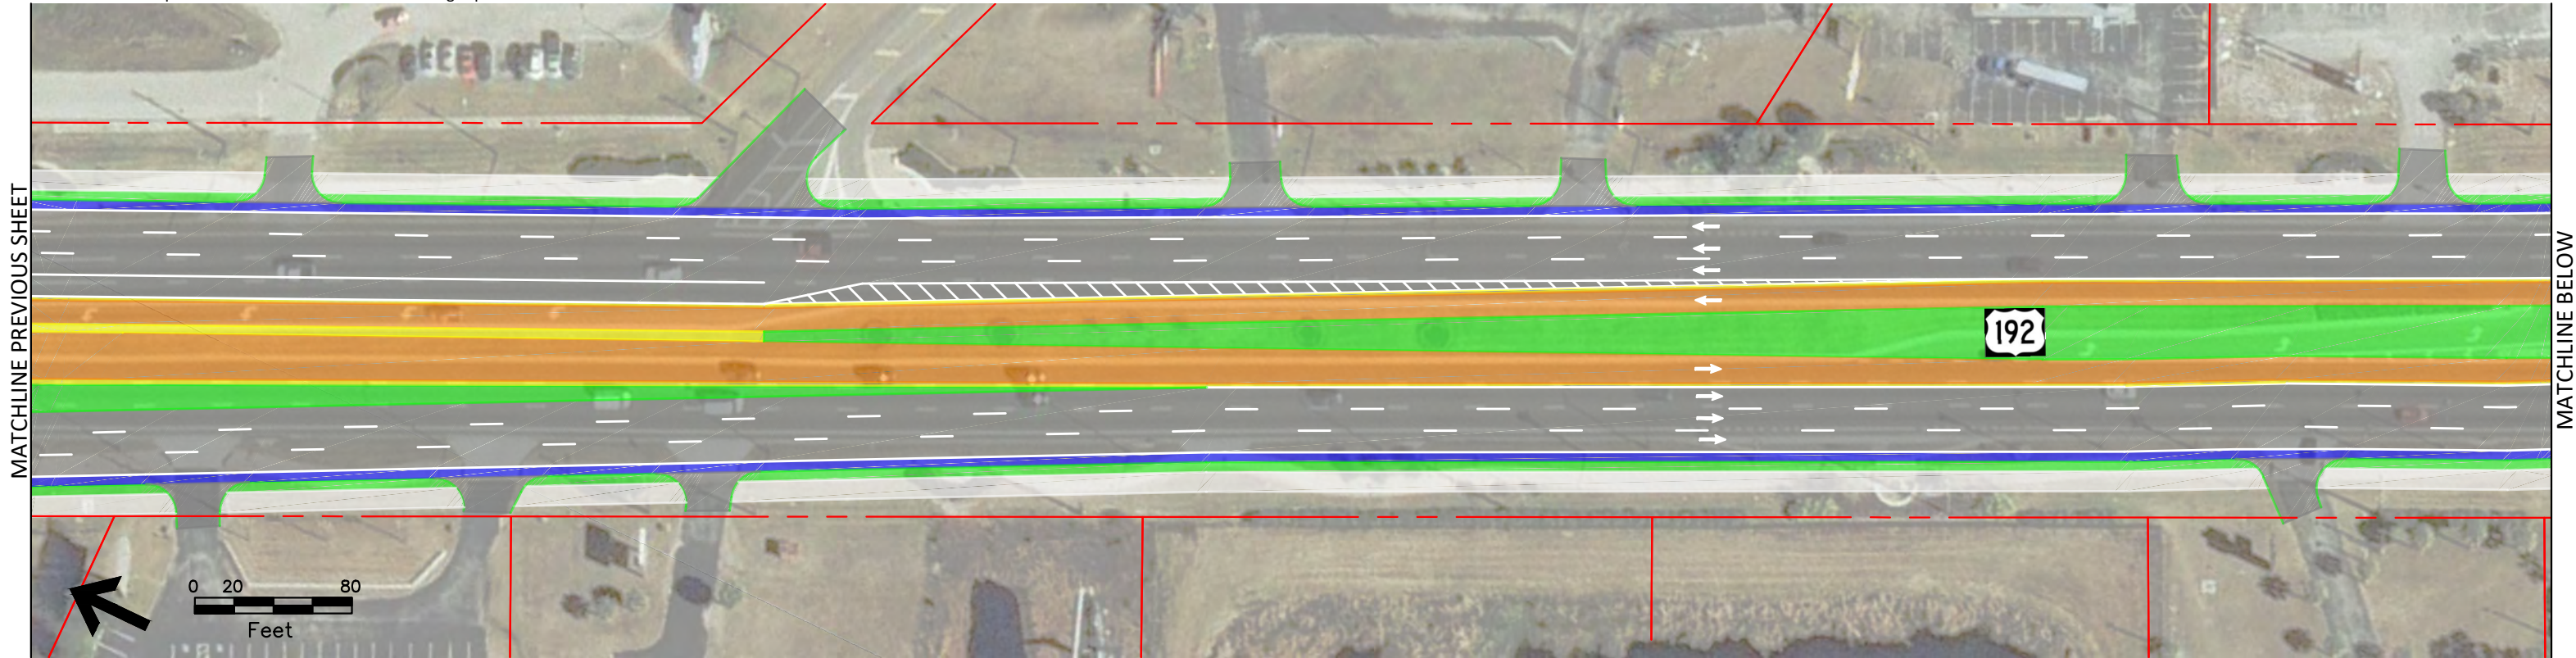 MATCHLINE PREVIOUS SHEET
192
MATCHLINE BELOW
0 20 80
Feet